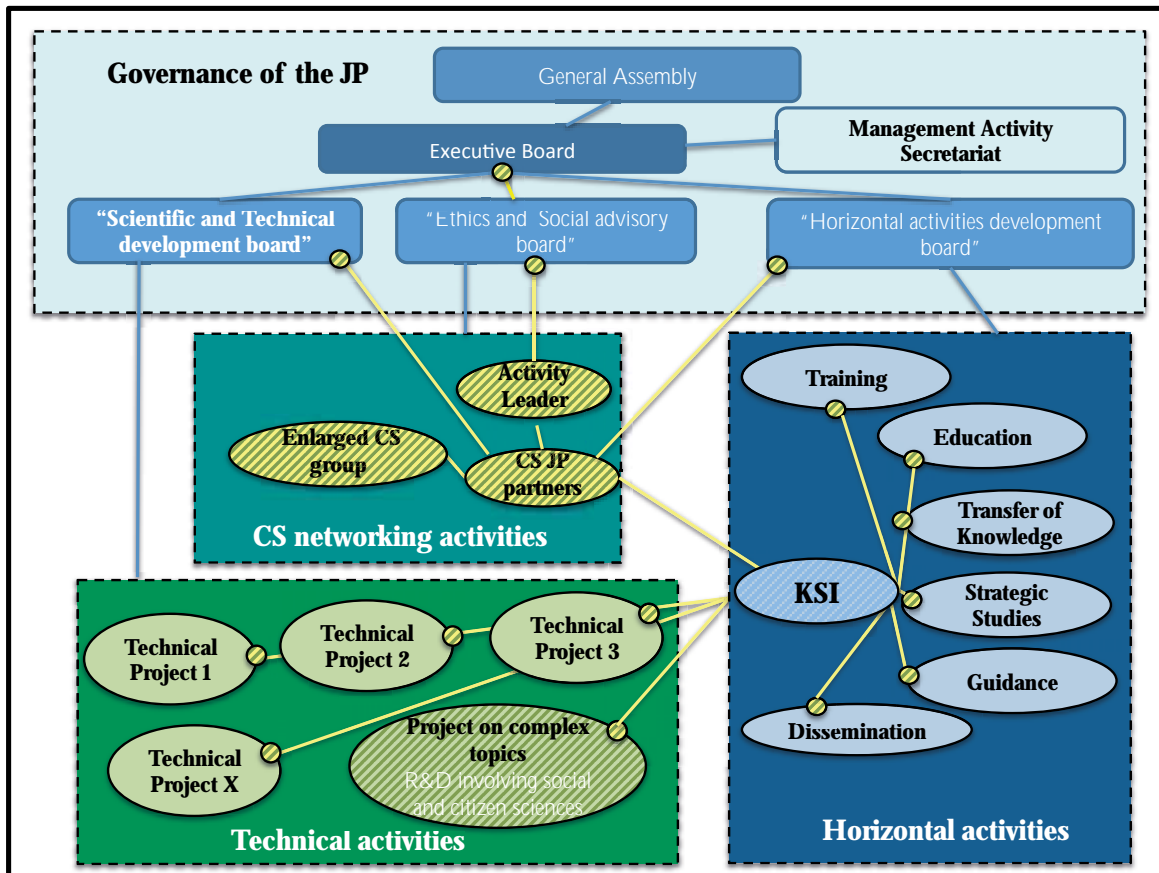 Governance of the JP
General Assembly
Executive Board
Management Activity
Secretariat
“Scientific and Technical
development board”
“Ethics and Social advisory
board”
“Horizontal activities development
board”
Activity
Leader
Enlarged CS
group
CS JP
partners
CS networking activities
Training
Education
Transfer of
Knowledge
KSI
Strategic
Studies
Guidance
Dissemination
Horizontal activities
Technical
Project 1
Technical
Project 2
Technical
Project 3
Technical
Project X
Project on complex
topics
R&D involving social
and citizen sciences
Technical activities